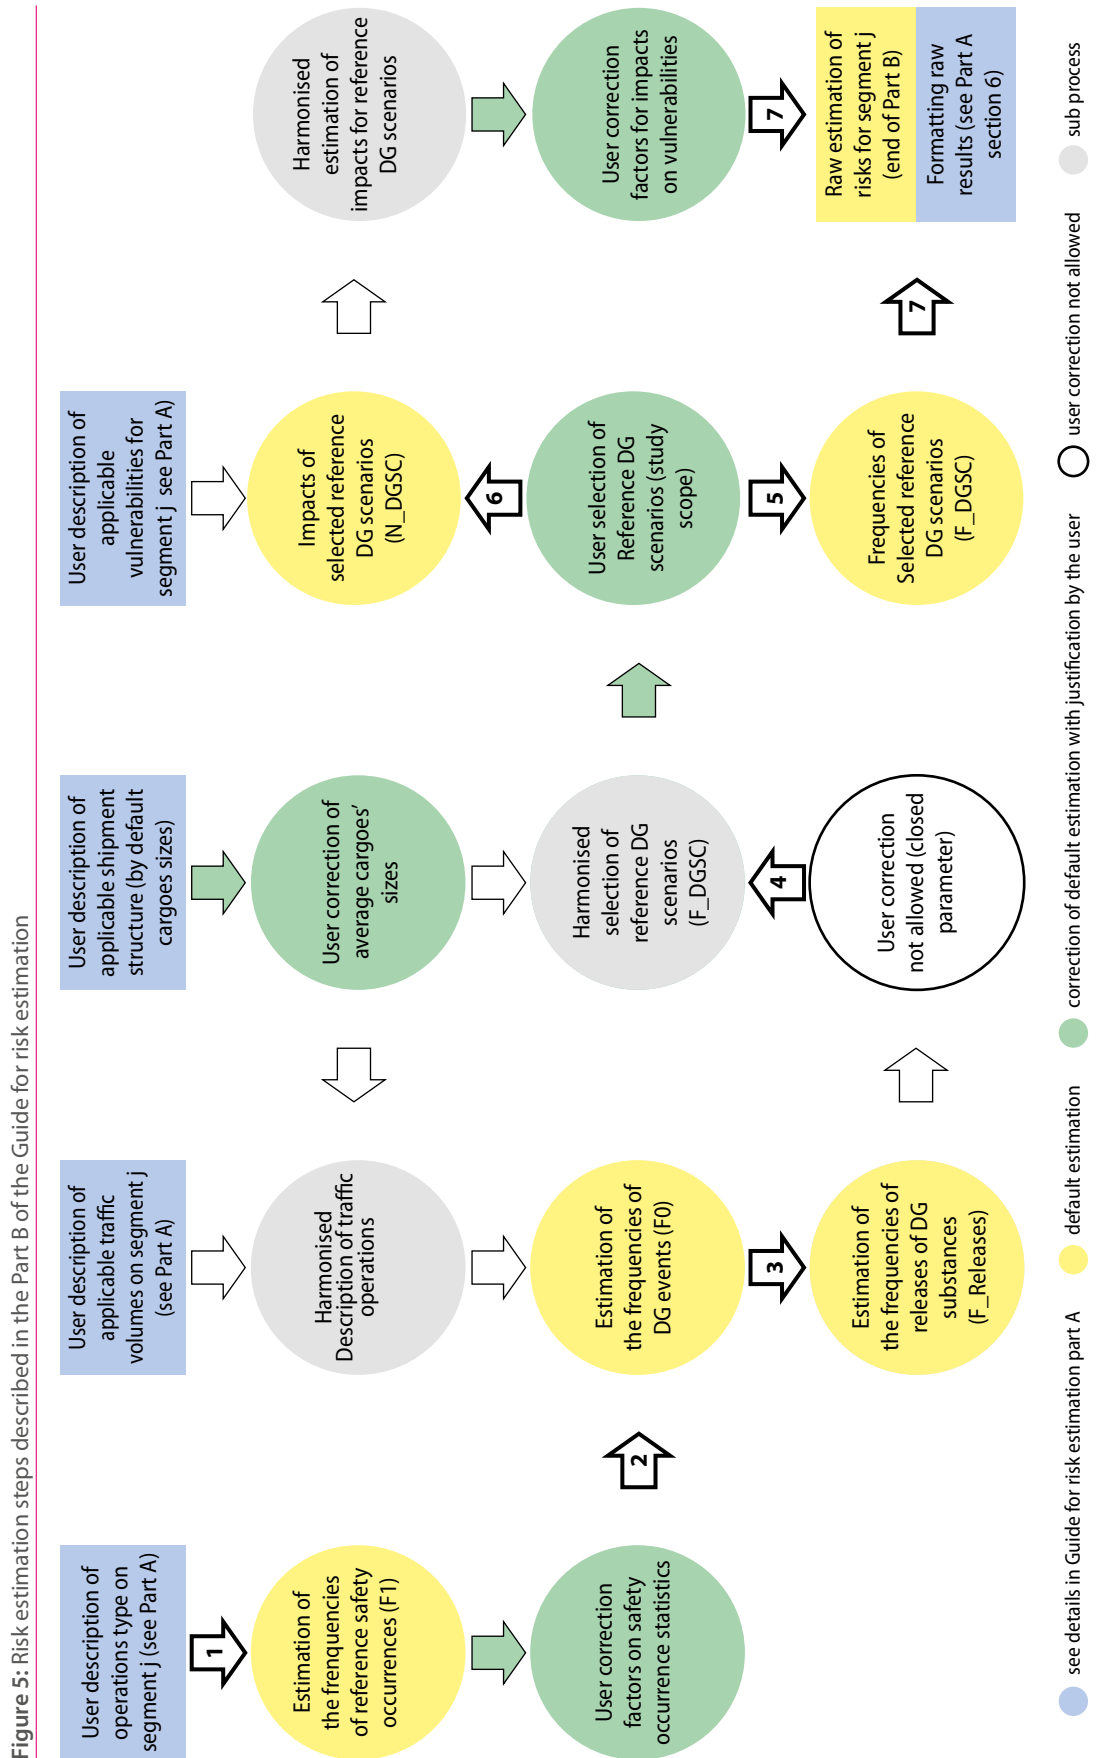 Figure 5: Risk estimation steps described in the Part B of the Guide for risk estimation
User description of
operations type on
segment j (see Part A)
1
Estimation of
the frenquencies
of reference safety
occurrences (F1)
User correction
factors on safety
occurrence statistics
2
User description of
applicable traffic
volumes on segment j
(see Part A)
Harmonised
Description of traffic
operations
Estimation of
the frequencies of
DG events (F0)
3
Estimation of
the frequencies of
releases of DG
substances
(F_Releases)
User description of
applicable shipment
structure (by default
cargoes sizes)
User correction of
average cargoes'
sizes
Harmonised
selection of
reference DG
scenarios
(F_DGSC)
4
User correction
not allowed (closed
parameter)
User description of
applicable
vulnerabilities for
segment j see Part A)
Impacts of
selected reference
DG scenarios
(N_DGSC)
6
User selection of
Reference DG
scenarios (study
scope)
5
Frequencies of
Selected reference
DG scenarios
(F_DGSC)
7
Harmonised
estimation of
impacts for reference
DG scenarios
User correction
factors for impacts
on vulnerabilities
7
Raw estimation of
risks for segment j
(end of Part B)
Formatting raw
results (see Part A
section 6)
see details in Guide for risk estimation part A
default estimation
correction of default estimation with justification by the user
user correction not allowed
sub process